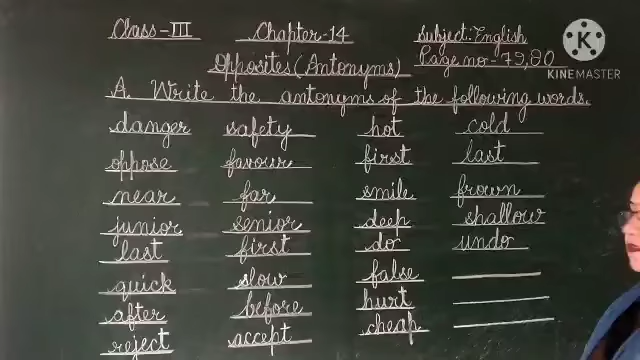 Class-III Chapter-14 Subject:English
Opposites (Antonyms) Page no-79,80
A. Write the antonyms of the following words.
danger safety hot cold
oppose favour first last
near far smile frown
junior senior deep shallow
last first do undo
quick slow false
after before hurt
reject accept cheap
KINEMASTER